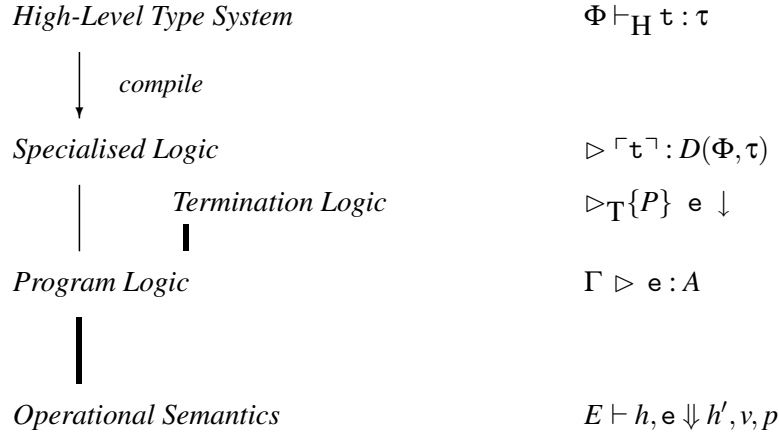 High-Level Type System Φ ⊢H t : τ
compile
Specialised Logic ▷ ⌜t⌝ : D(Φ, τ)
Termination Logic ▷T{P} e ↓
Program Logic Γ ▷ e : A
Operational Semantics E ⊢ h, e ⇓ h′, v, p